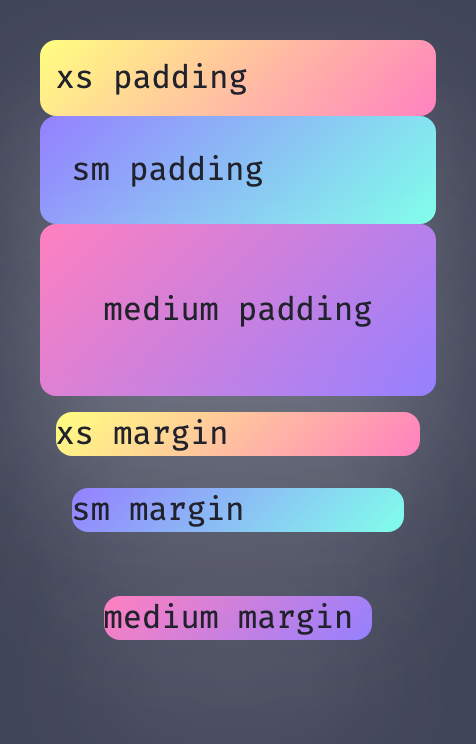 xs padding
sm padding
medium padding
xs margin
sm margin
medium margin